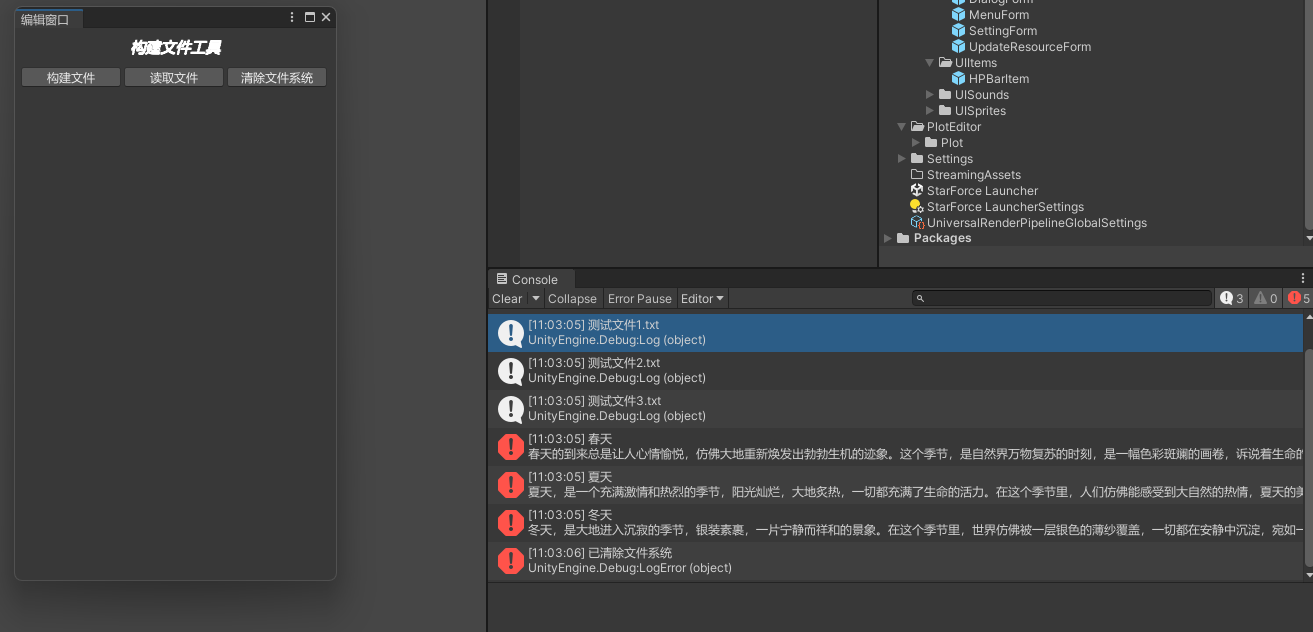 编辑窗口
构建文件工具
构建文件
读取文件
清除文件系统
DialogForm
MenuForm
SettingForm
UpdateResourceForm
UIItems
HPBarItem
UISounds
UISprites
PlotEditor
Plot
Settings
StreamingAssets
StarForce Launcher
StarForce LauncherSettings
UniversalRenderPipelineGlobalSettings
Packages
Console
Clear
Collapse
Error Pause
Editor
3
0
5
[11:03:05] 测试文件1.txt
UnityEngine.Debug:Log (object)
[11:03:05] 测试文件2.txt
UnityEngine.Debug:Log (object)
[11:03:05] 测试文件3.txt
UnityEngine.Debug:Log (object)
[11:03:05] 春天
春天的到来总是让人心情愉悦，仿佛大地重新焕发出勃勃生机的迹象。这个季节，是自然界万物复苏的时刻，是一幅色彩斑斓的画卷，诉说着生命的
[11:03:05] 夏天
夏天，是一个充满激情和热烈的季节，阳光灿烂，大地炙热，一切都充满了生命的活力。在这个季节里，人们仿佛能感受到大自然的热情，夏天的美
[11:03:05] 冬天
冬天，是大地进入沉寂的季节，银装素裹，一片宁静而祥和的景象。在这个季节里，世界仿佛被一层银色的薄纱覆盖，一切都在安静中沉淀，宛如一
[11:03:06] 已清除文件系统
UnityEngine.Debug:LogError (object)